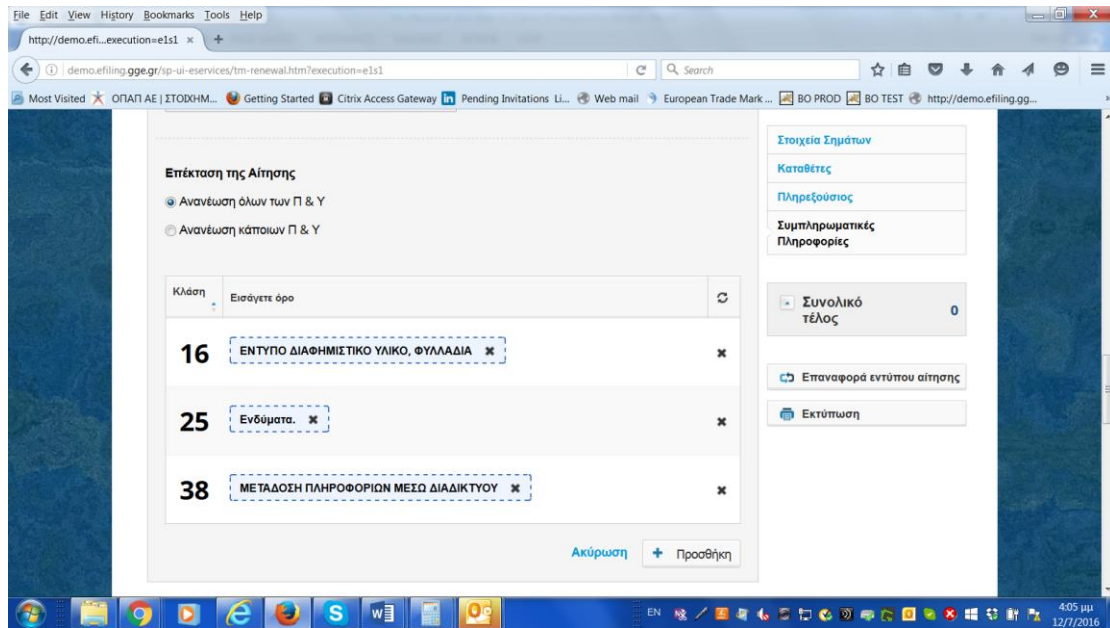 File Edit View History Bookmarks Tools Help
http://demo.efi...execution=e1s1 × +
demo.efiling.gge.gr/sp-ui-eservices/tm-renewal.htm?execution=e1s1 Search
Most Visited ΟΠΑΠ ΑΕ | ΣΤΟΙΧΗΜ... Getting Started Citrix Access Gateway Pending Invitations Li... Web mail European Trade Mark ... BO PROD BO TEST http://demo.efiling.gg...
Επέκταση της Αίτησης
Ανανέωση όλων των Π & Υ
Ανανέωση κάποιων Π & Υ
Κλάση Εισάγετε όρο
16 ΕΝΤΥΠΟ ΔΙΑΦΗΜΙΣΤΙΚΟ ΥΛΙΚΟ, ΦΥΛΛΑΔΙΑ
25 Ενδύματα.
38 ΜΕΤΑΔΟΣΗ ΠΛΗΡΟΦΟΡΙΩΝ ΜΕΣΩ ΔΙΑΔΙΚΤΥΟΥ
Ακύρωση + Προσθήκη
Στοιχεία Σημάτων
Καταθέτες
Πληρεξούσιος
Συμπληρωματικές
Πληροφορίες
Συνολικό 0
τέλος
Επαναφορά εντύπου αίτησης
Εκτύπωση
EN 4:05 μμ
12/7/2016